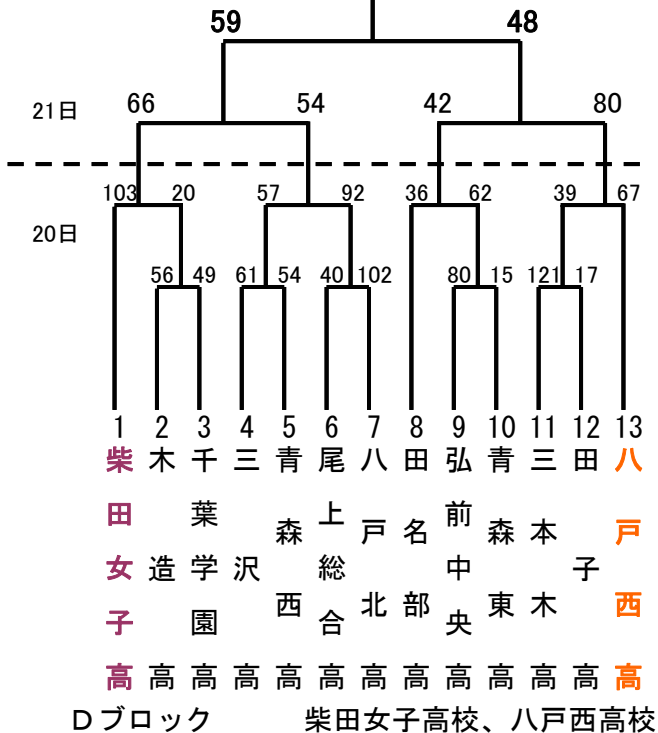 59 48
66 54 42 80
21日
103 20 57 92 36 62 39 67
20日
56 49 61 54 40 102 80 15 121 17
1 2 3 4 5 6 7 8 9 10 11 12 13
柴田女子高
木造高
千葉学園高
三沢高
青森西高
尾上総合高
八戸北高
田名部高
弘前中央高
青森東高
三本木高
田子高
八戸西高
Dブロック 柴田女子高校、八戸西高校